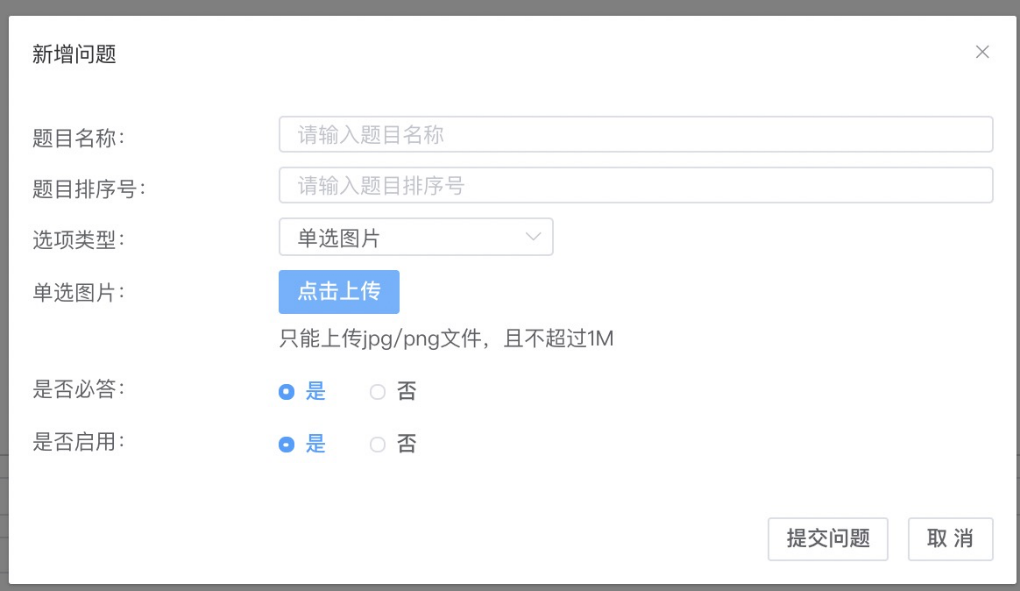 新增问题
题目名称：
请输入题目名称
题目排序号：
请输入题目排序号
选项类型：
单选图片
单选图片：
点击上传
只能上传jpg/png文件，且不超过1M
是否必答：
是 否
是否启用：
是 否
提交问题 取 消